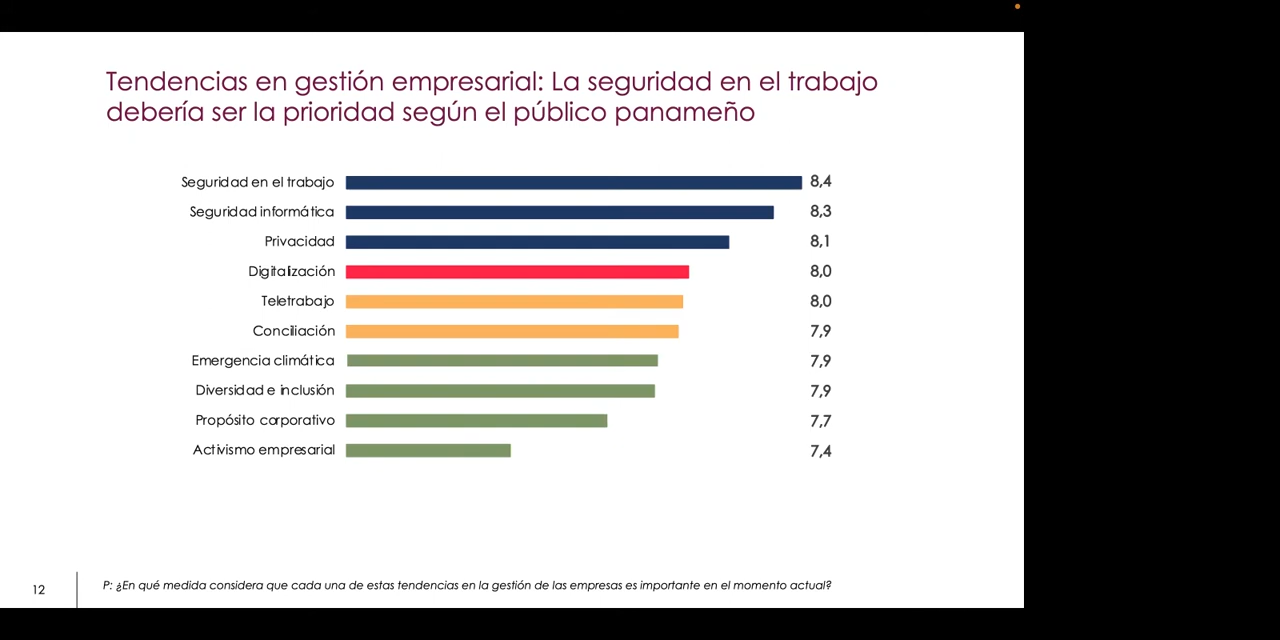 Tendencias en gestión empresarial: La seguridad en el trabajo
debería ser la prioridad según el público panameño
Seguridad en el trabajo 8,4
Seguridad informática 8,3
Privacidad 8,1
Digitalización 8,0
Teletrabajo 8,0
Conciliación 7,9
Emergencia climática 7,9
Diversidad e inclusión 7,9
Propósito corporativo 7,7
Activismo empresarial 7,4
12
P: ¿En qué medida considera que cada una de estas tendencias en la gestión de las empresas es importante en el momento actual?